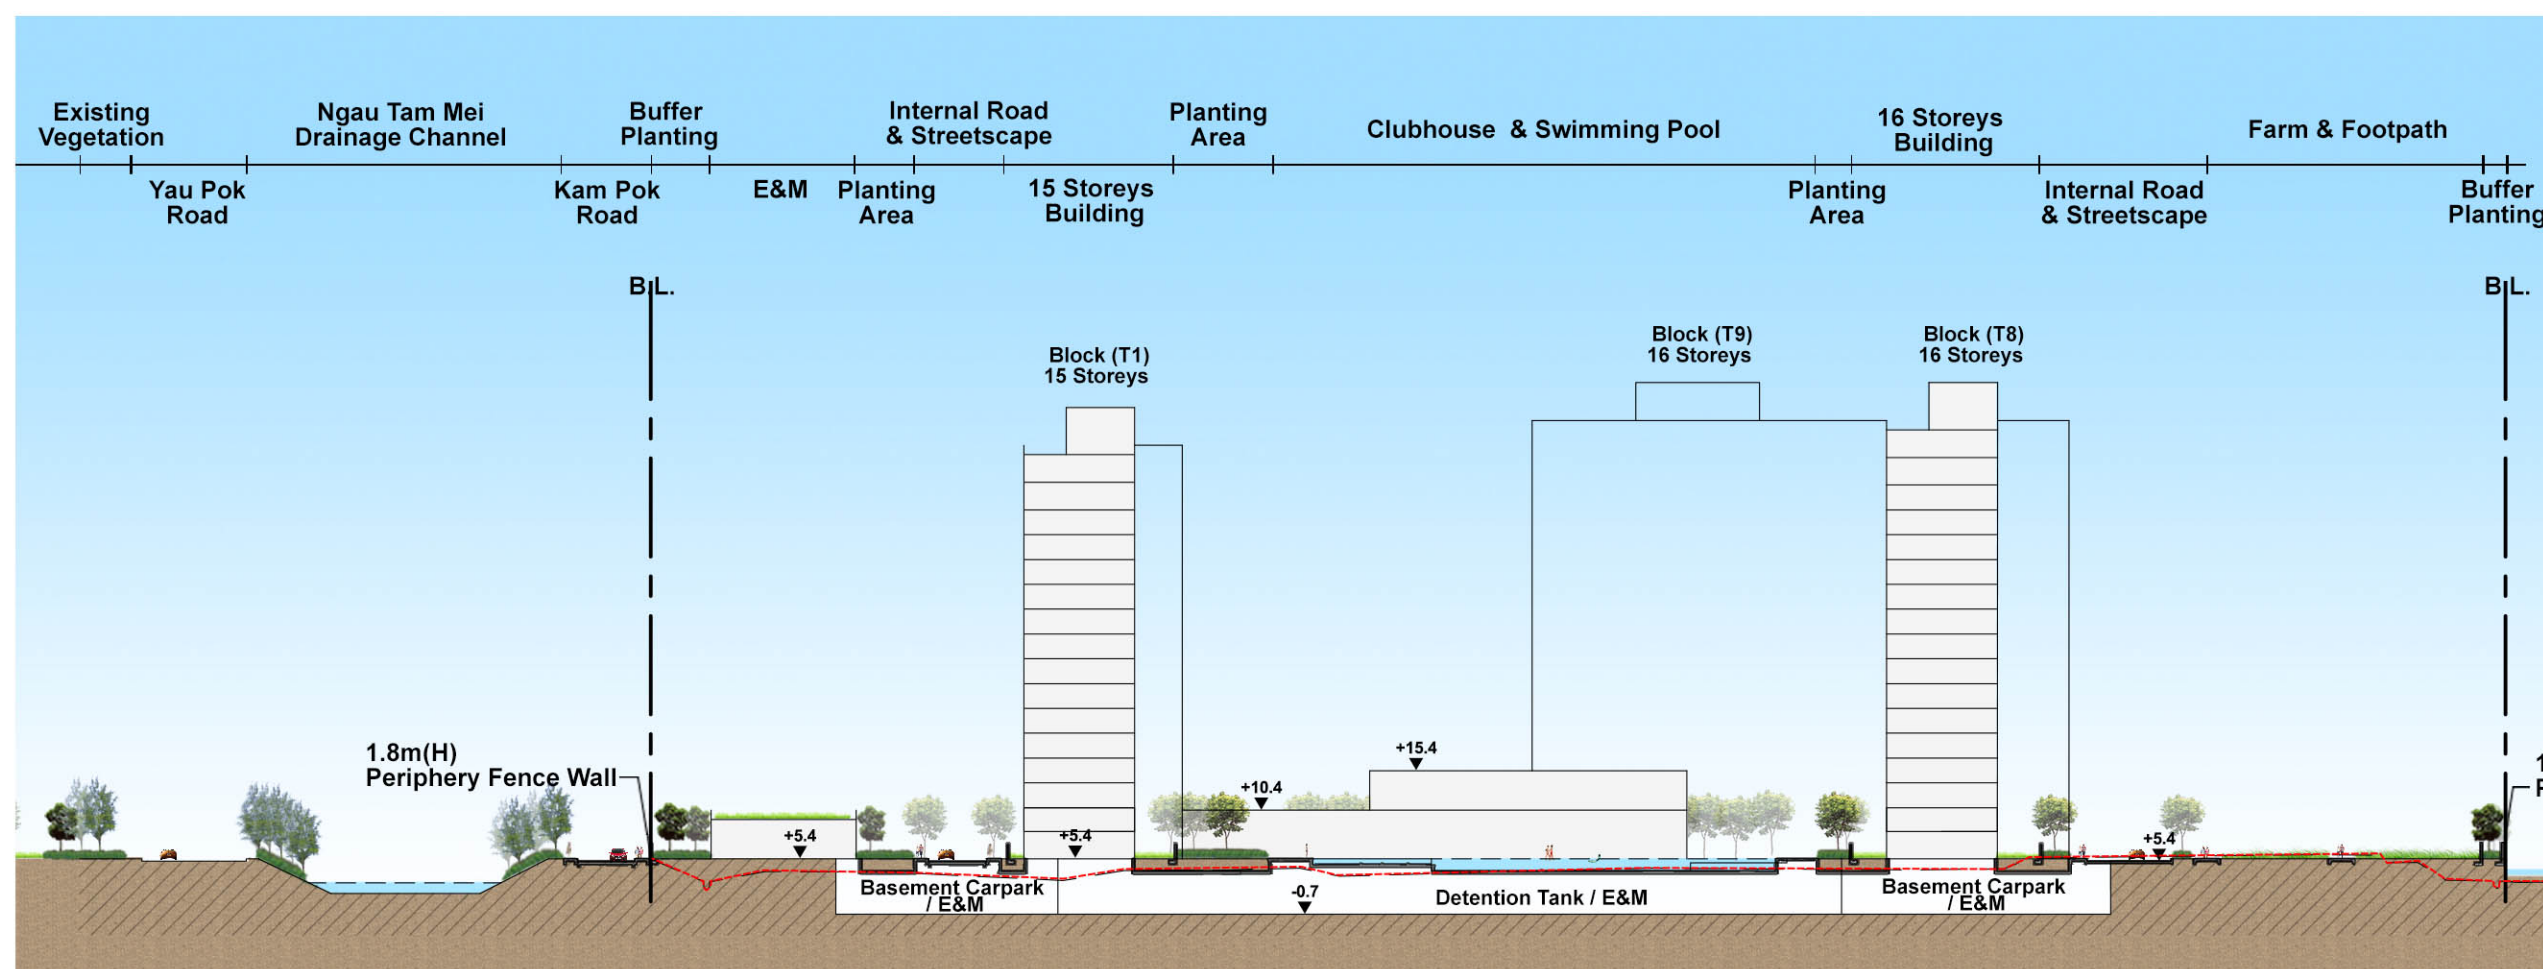 Existing
Vegetation
Ngau Tam Mei
Drainage Channel
Buffer
Planting
Internal Road
& Streetscape
Planting
Area
Clubhouse & Swimming Pool
16 Storeys
Building
Farm & Footpath
Yau Pok
Road
Kam Pok
Road
E&M
Planting
Area
15 Storeys
Building
Planting
Area
Internal Road
& Streetscape
Buffer
Planting
B.L.
B.L.
Block (T1)
15 Storeys
Block (T9)
16 Storeys
Block (T8)
16 Storeys
1.8m(H)
Periphery Fence Wall
+15.4
+10.4
+5.4
+5.4
+5.4
-0.7
Basement Carpark
/ E&M
Detention Tank / E&M
Basement Carpark
/ E&M